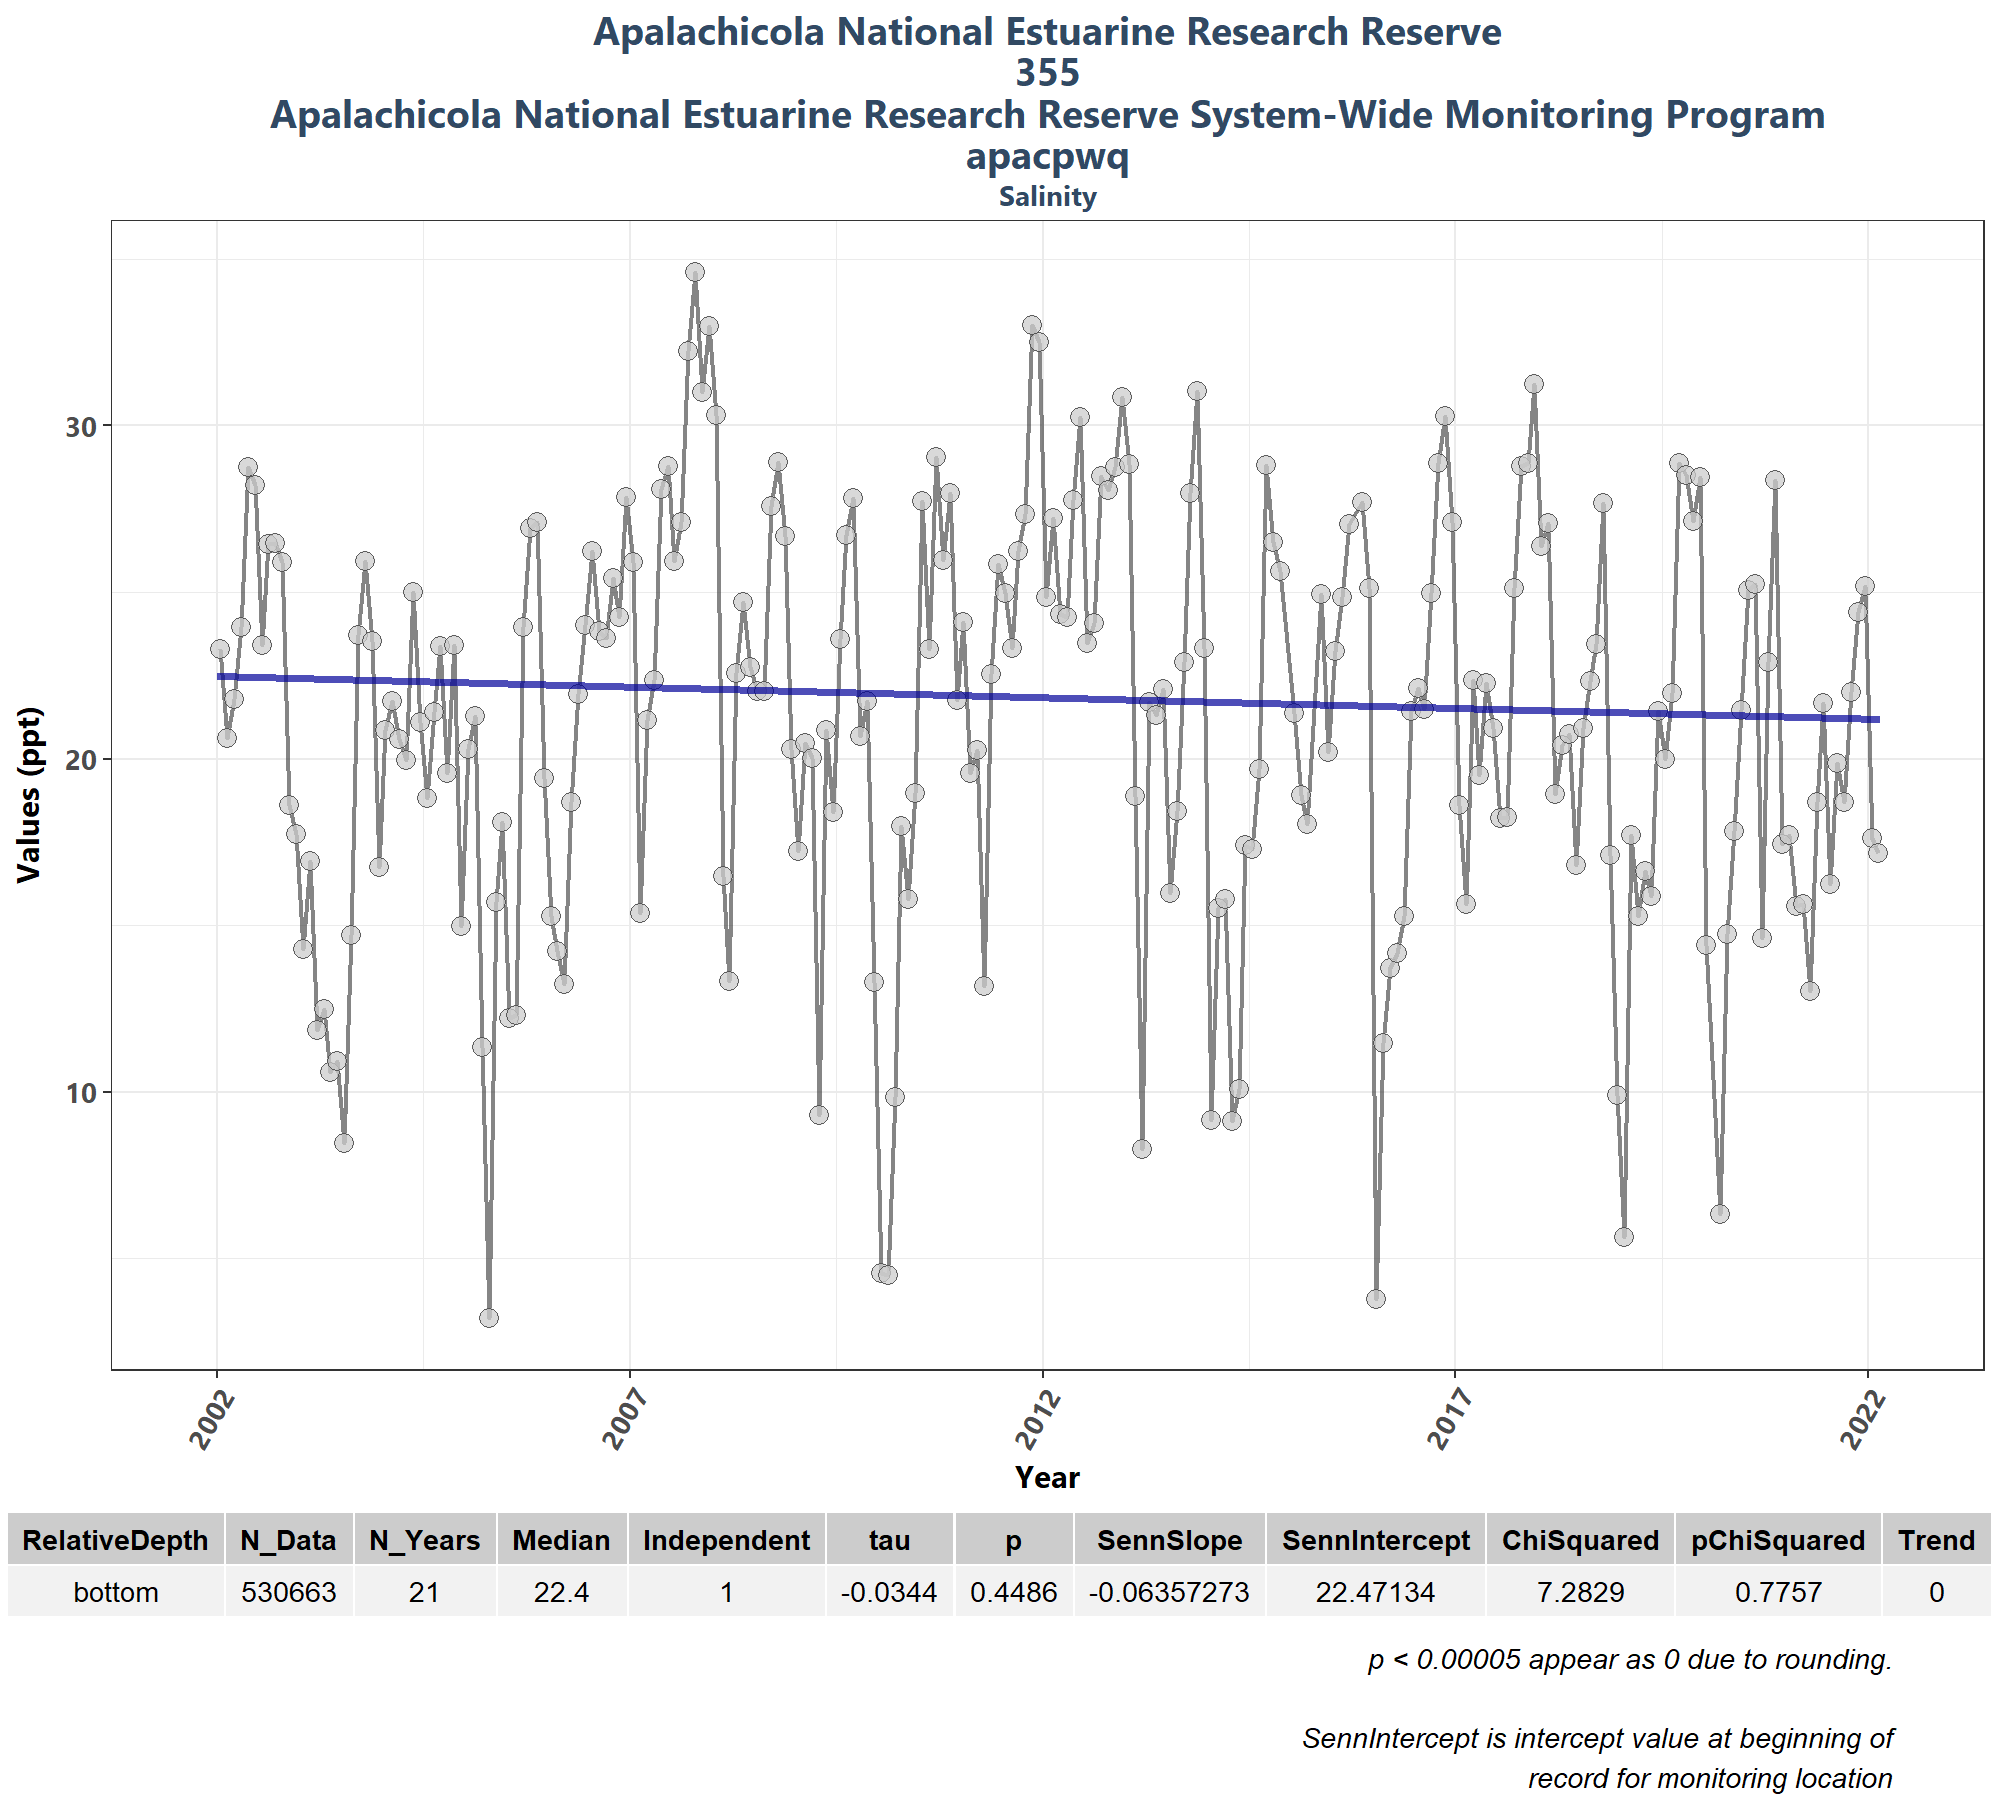 Apalachicola National Estuarine Research Reserve
355
Apalachicola National Estuarine Research Reserve System-Wide Monitoring Program
apacpwq
Salinity
Values (ppt)
30
20
10
2002
2007
2012
2017
2022
Year
RelativeDepth N_Data N_Years Median Independent tau p SennSlope SennIntercept ChiSquared pChiSquared Trend
bottom 530663 21 22.4 1 -0.0344 0.4486 -0.06357273 22.47134 7.2829 0.7757 0
p < 0.00005 appear as 0 due to rounding.
SennIntercept is intercept value at beginning of
record for monitoring location